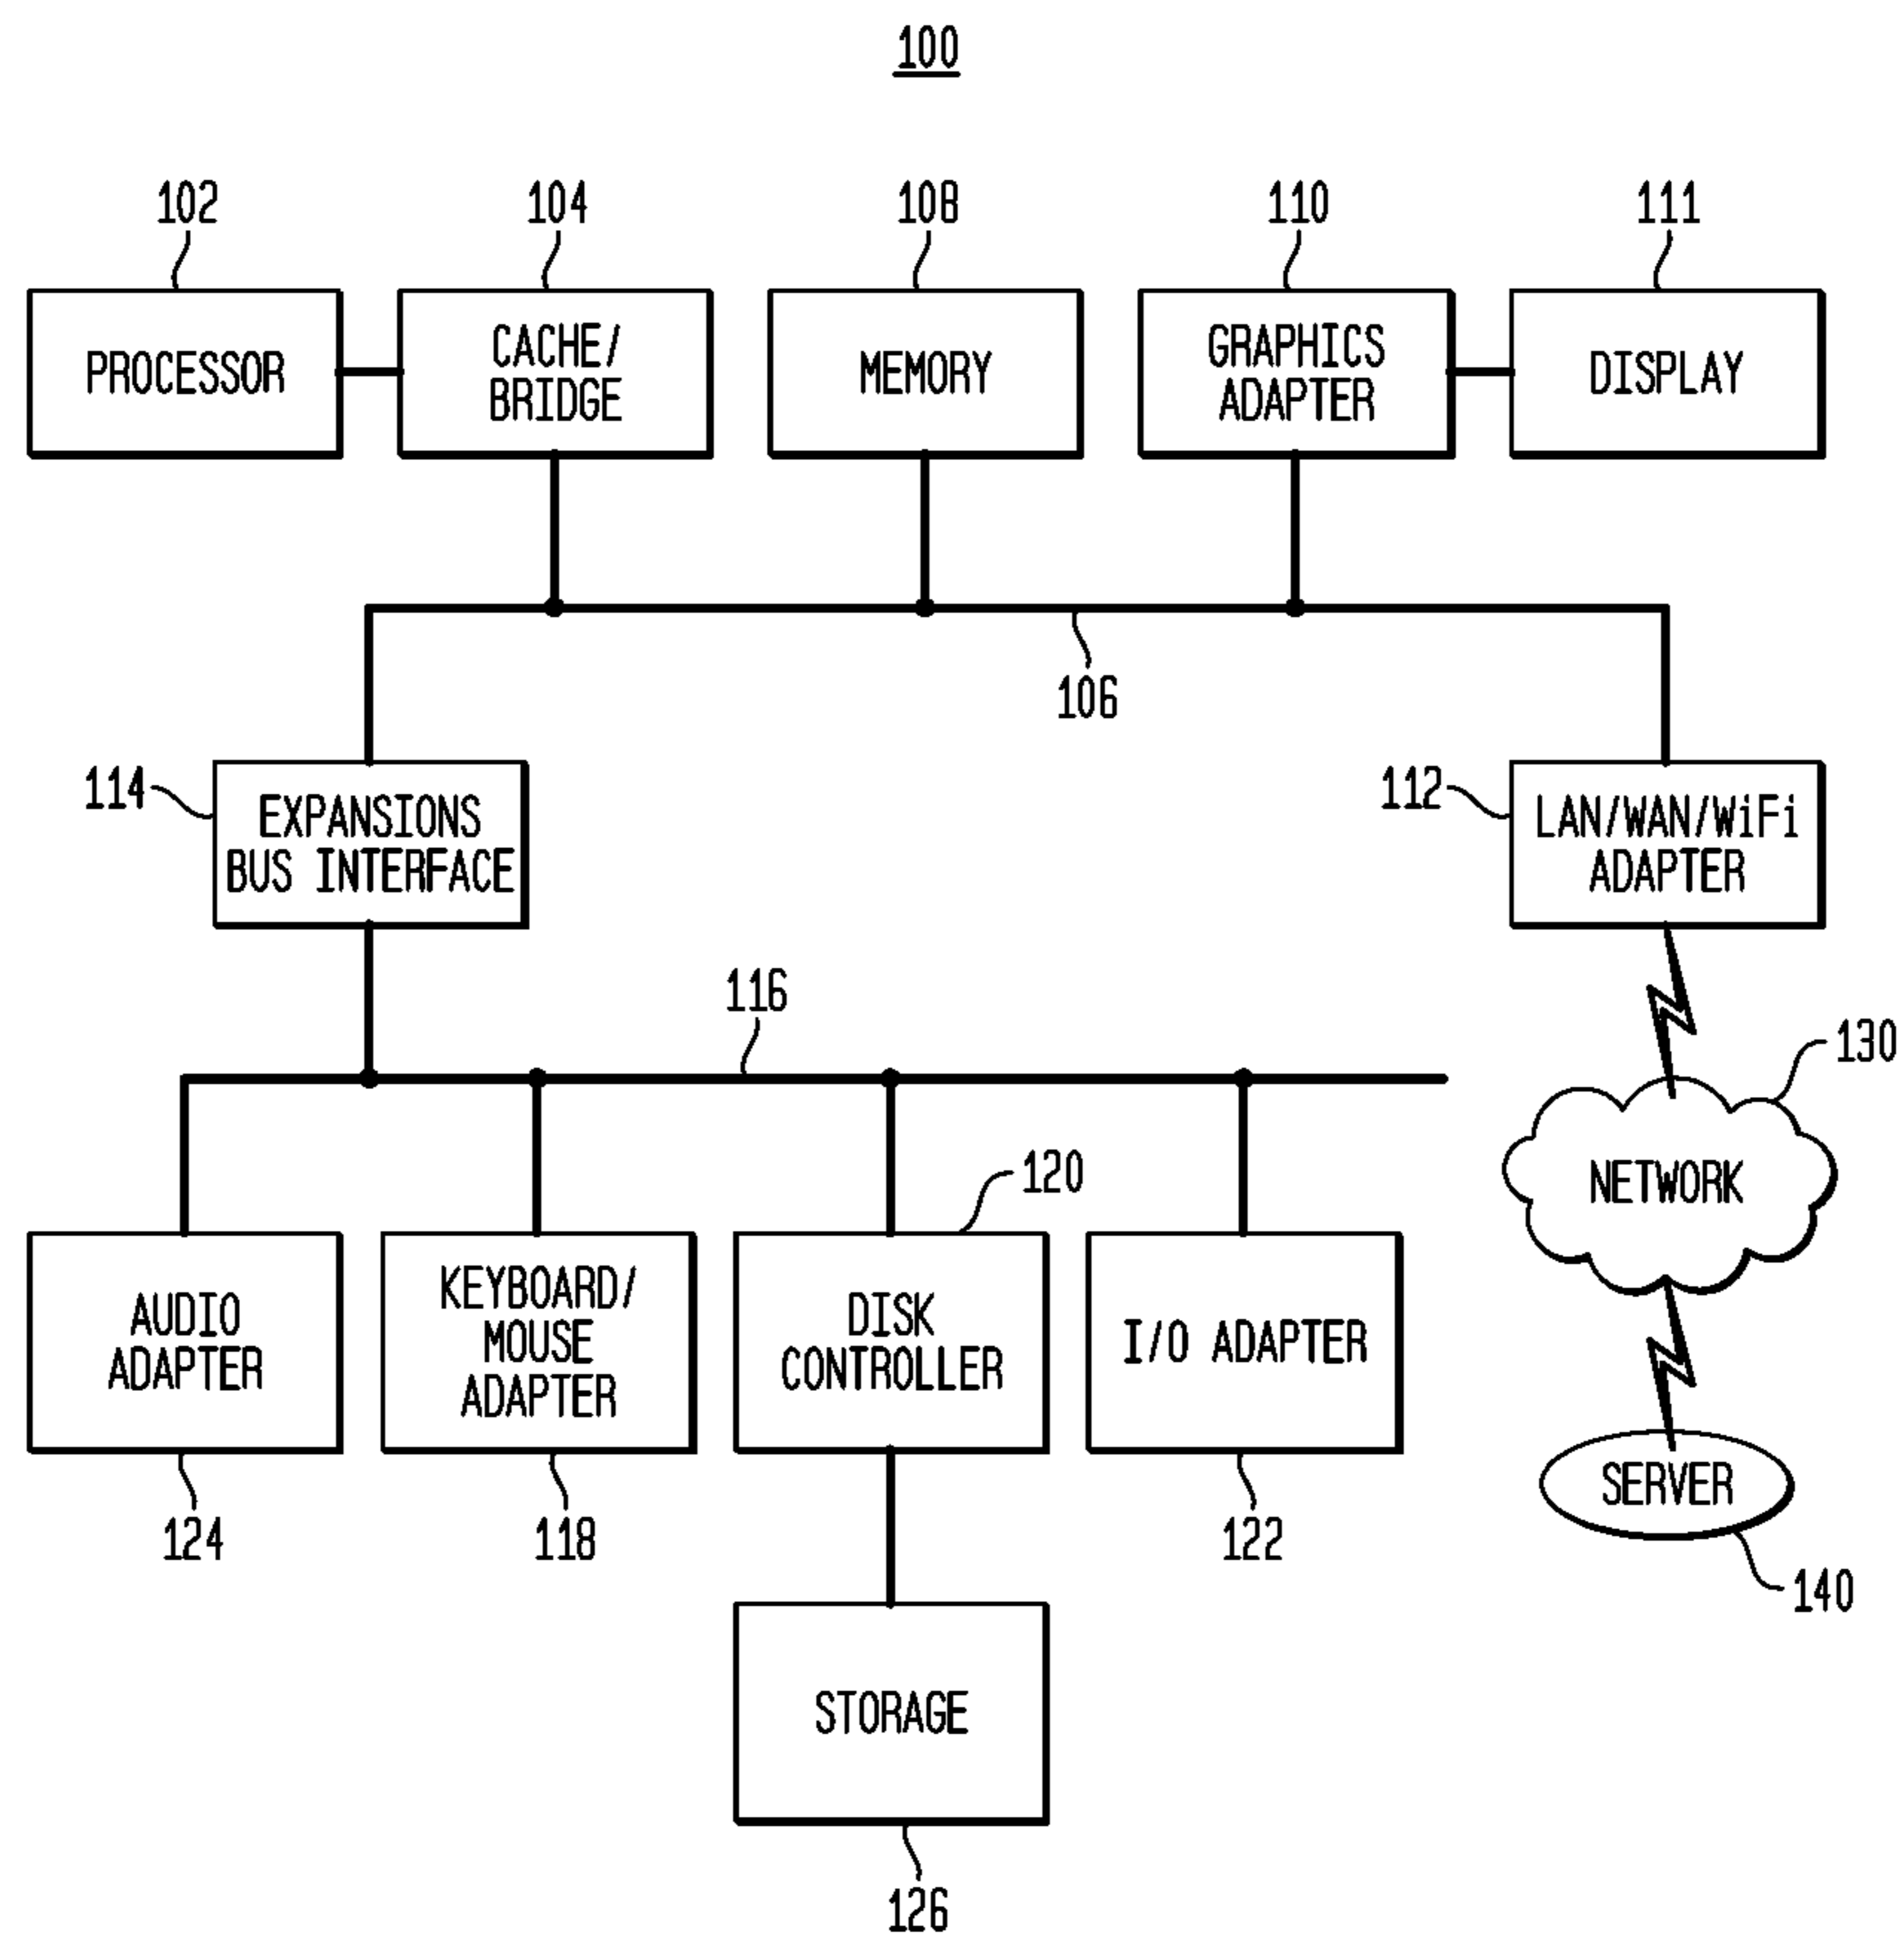 100
102
104
108
110
111
PROCESSOR
CACHE/
BRIDGE
MEMORY
GRAPHICS
ADAPTER
DISPLAY
106
114
EXPANSIONS
BUS INTERFACE
112
LAN/WAN/WiFi
ADAPTER
116
130
NETWORK
120
AUDIO
ADAPTER
KEYBOARD/
MOUSE
ADAPTER
DISK
CONTROLLER
I/O ADAPTER
SERVER
124
118
122
140
STORAGE
126